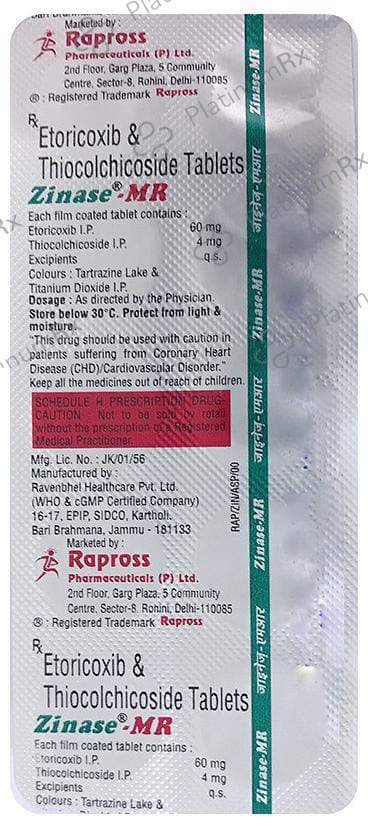 Marketed by :
Rapross
Pharmaceuticals (P) Ltd.
2nd Floor, Garg Plaza, 5 Community
Centre, Sector-8, Rohini, Delhi-110085
® : Registered Trademark Rapross
Rx
Etoricoxib &
Thiocolchicoside Tablets
Zinase®-MR
Each film coated tablet contains :
Etoricoxib I.P. 60 mg
Thiocolchicoside I.P. 4 mg
Excipients q.s.
Colours : Tartrazine Lake &
Titanium Dioxide I.P.
Dosage : As directed by the Physician.
Store below 30°C. Protect from light &
moisture.
"This drug should be used with caution in
patients suffering from Coronary Heart
Disease (CHD)/Cardiovascular Disorder."
Keep all the medicines out of reach of children.
SCHEDULE H PRESCRIPTION DRUG-
CAUTION : Not to be sold by retail
without the prescription of a Registered
Medical Practitioner.
Mfg. Lic. No. : JK/01/56
Manufactured by :
Ravenbhel Healthcare Pvt. Ltd.
(WHO & cGMP Certified Company)
16-17, EPIP, SIDCO, Kartholi,
Bari Brahmana, Jammu - 181133
Marketed by :
Rapross
Pharmaceuticals (P) Ltd.
2nd Floor, Garg Plaza, 5 Community
Centre, Sector-8, Rohini, Delhi-110085
® : Registered Trademark Rapross
Rx
Etoricoxib &
Thiocolchicoside Tablets
Zinase®-MR
Each film coated tablet contains :
Etoricoxib I.P. 60 mg
Thiocolchicoside I.P. 4 mg
Excipients q.s.
Colours : Tartrazine Lake &
RAP/ZIN/ASP/00
Zinase-MR
जाइनेज़-एमआर
Zinase-MR
जाइनेज़-एमआर
Zinase-MR
जाइनेज़-एमआर
Zinase-MR
PlatinumRx